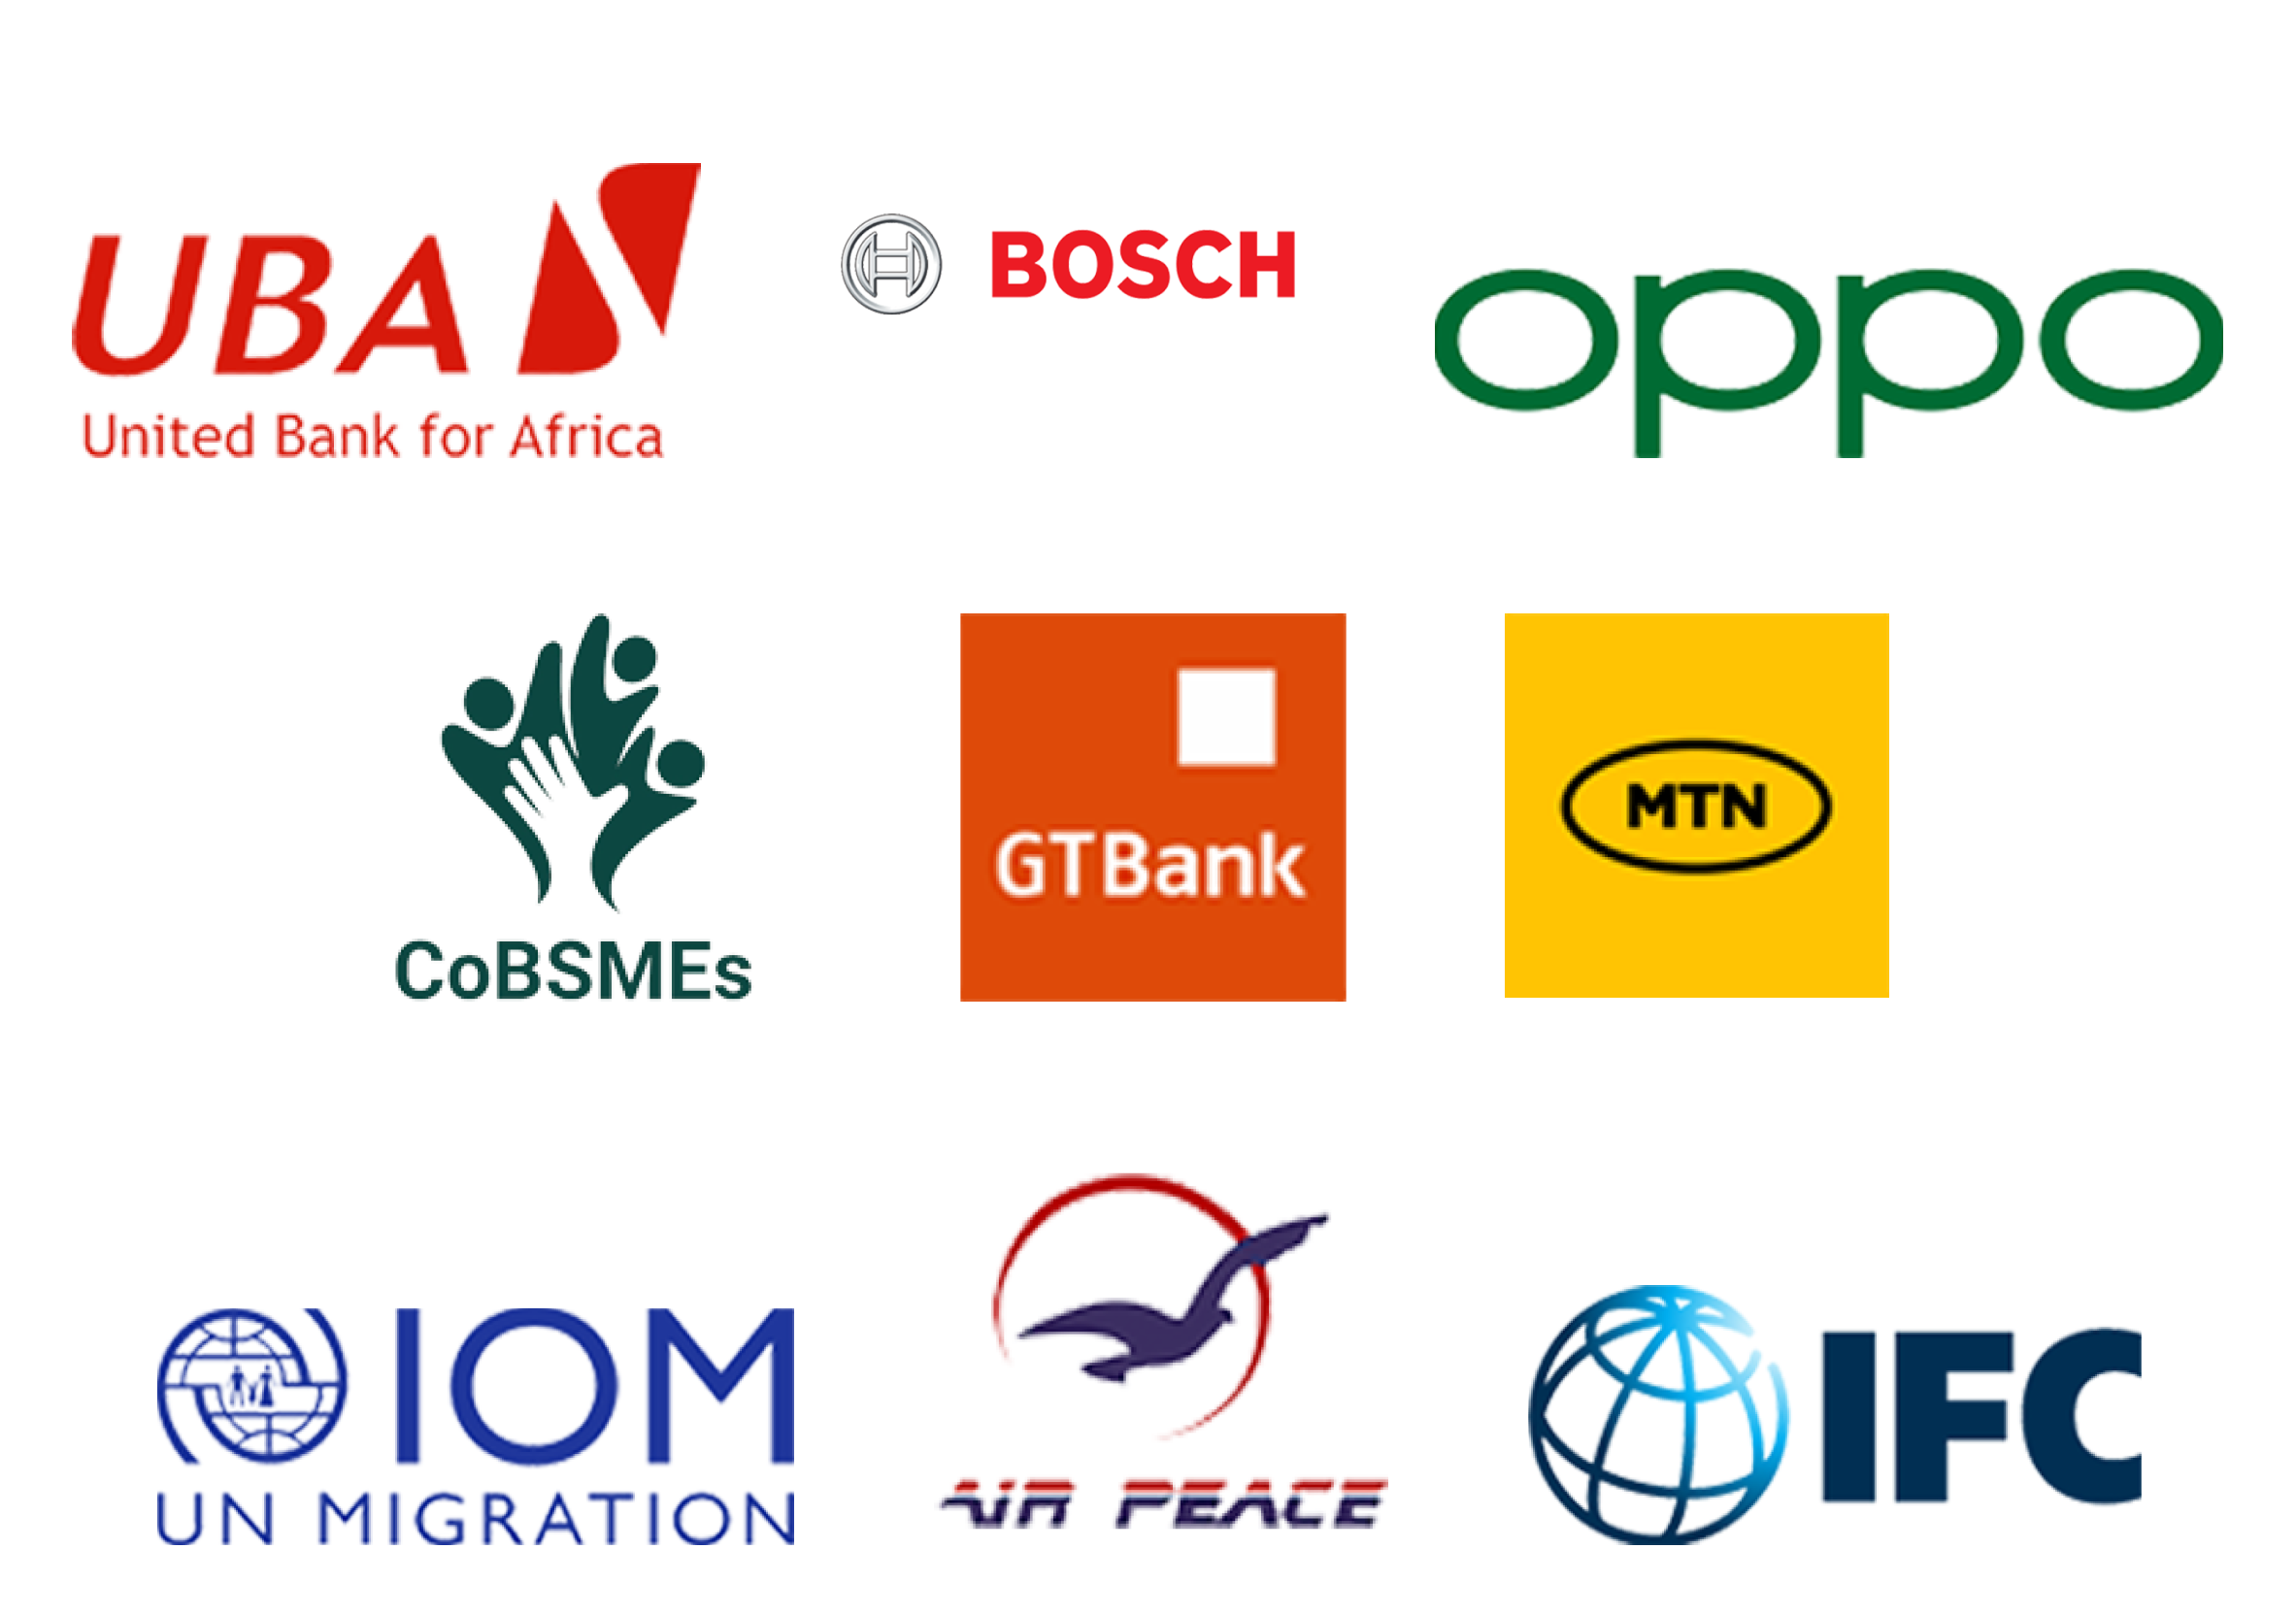 UBA
United Bank for Africa
BOSCH
oppo
CoBSMEs
GTBank
MTN
IOM
UN MIGRATION
AIR PEACE
IFC